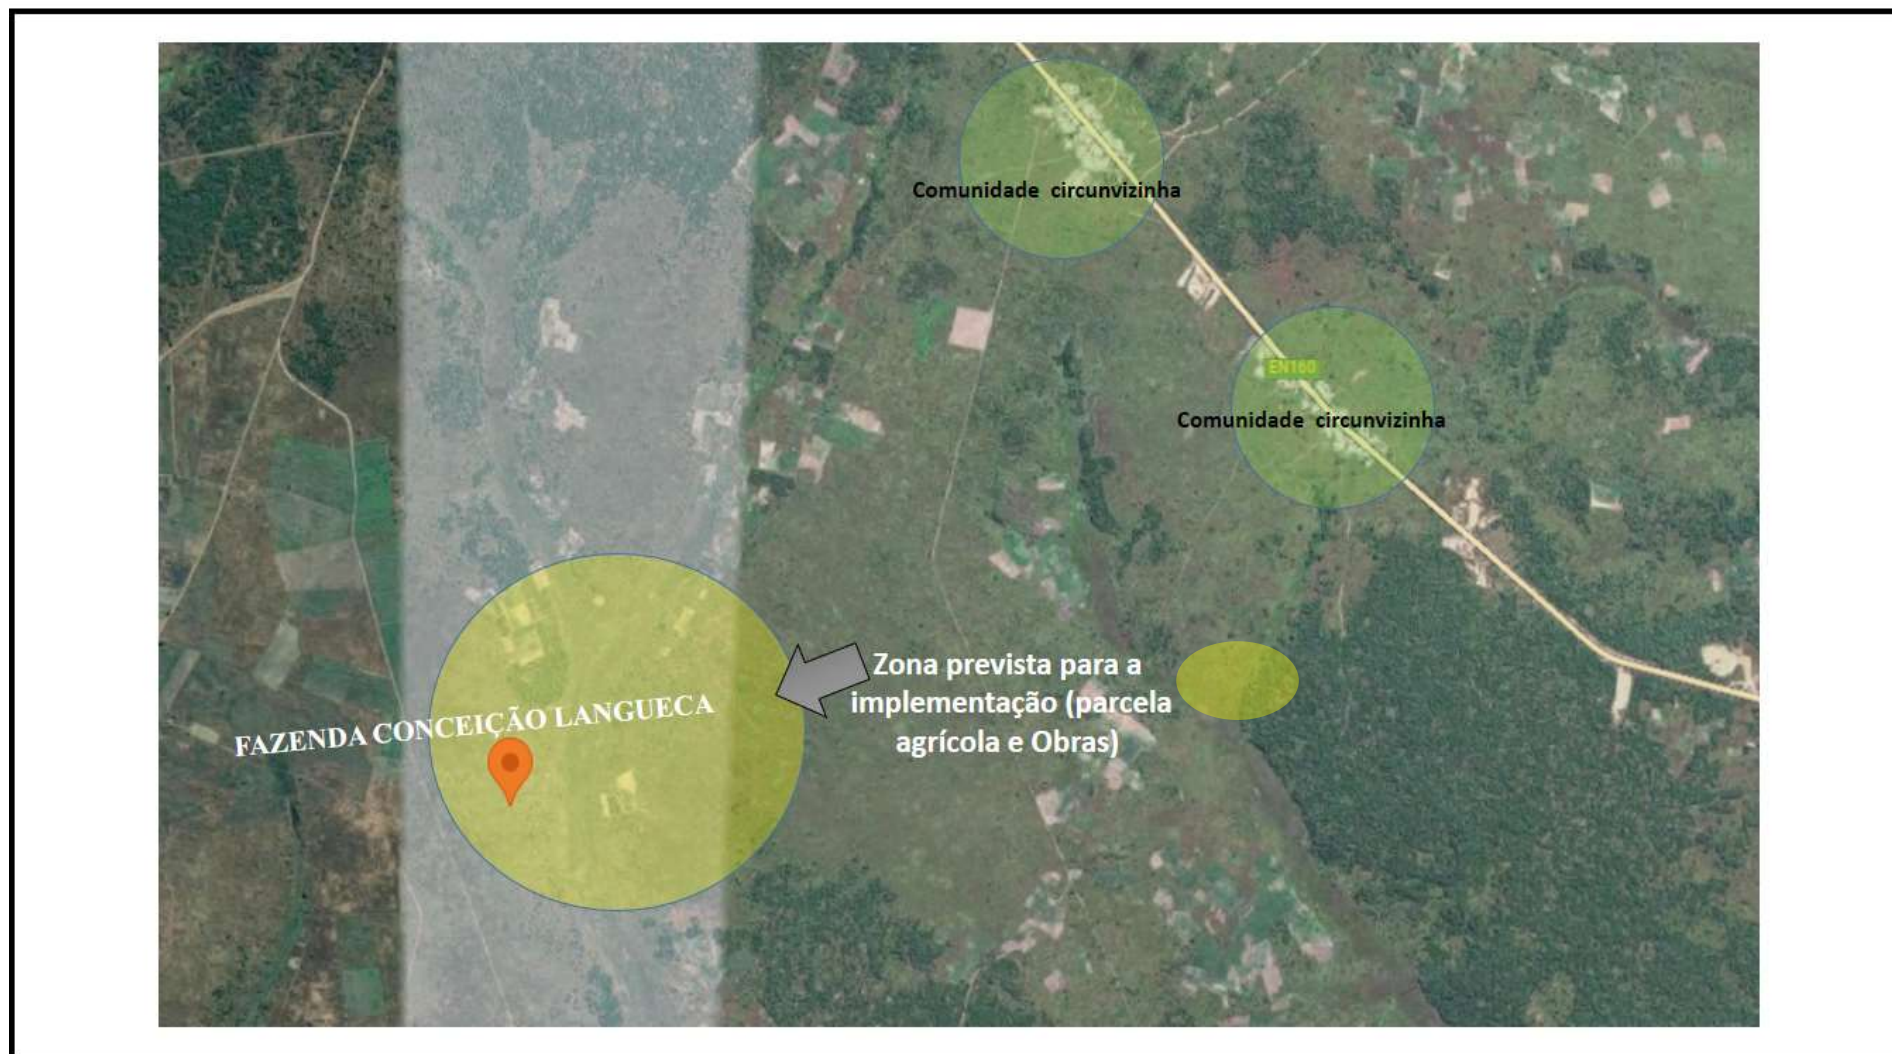 Comunidade circunvizinha
EN160
Comunidade circunvizinha
Zona prevista para a
implementação (parcela
agrícola e Obras)
FAZENDA CONCEIÇÃO LANGUECA